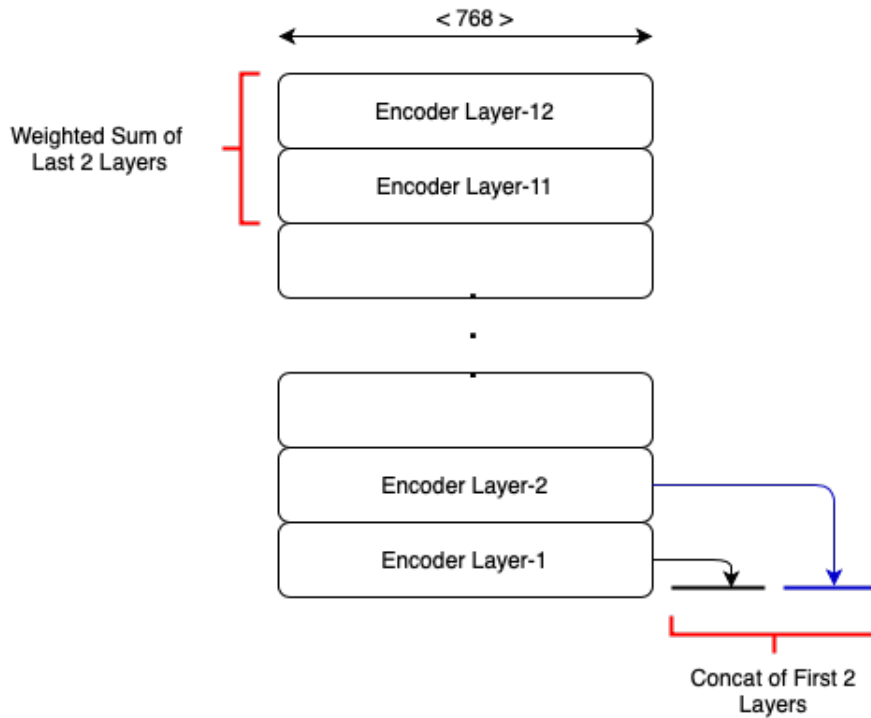 < 768 >
Encoder Layer-12
Weighted Sum of
Last 2 Layers
Encoder Layer-11
Encoder Layer-2
Encoder Layer-1
Concat of First 2
Layers